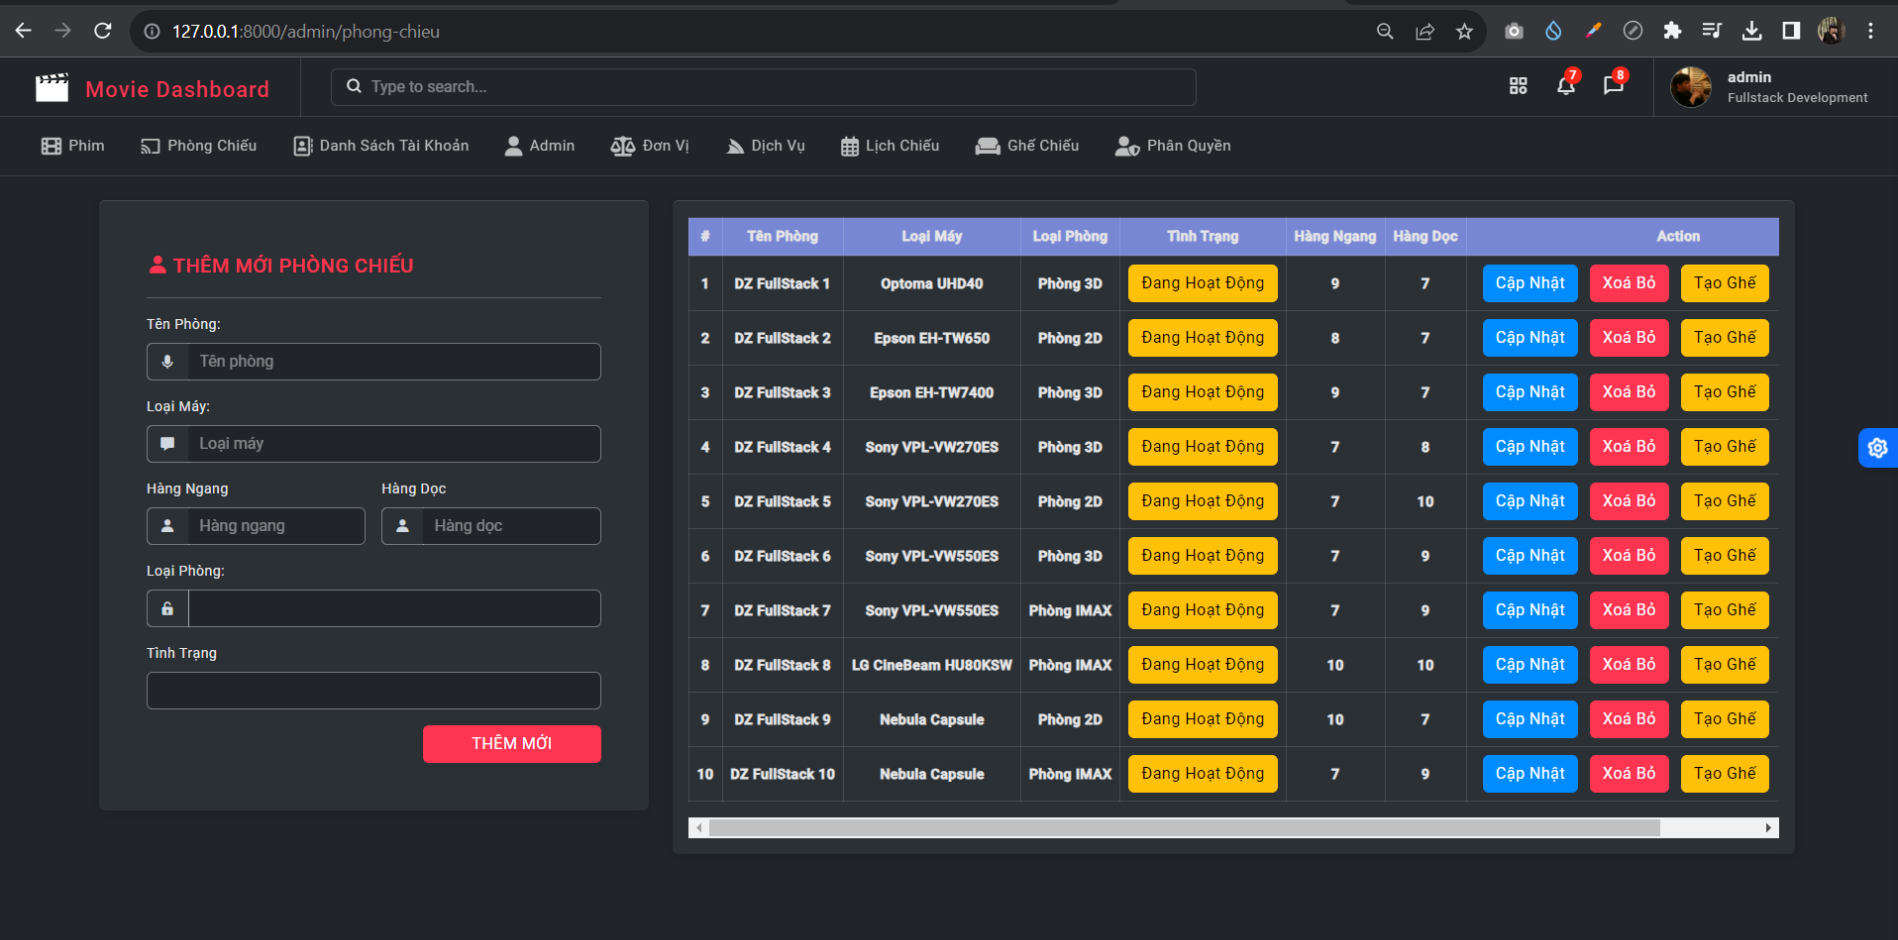 127.0.0.1:8000/admin/phong-chieu
Movie Dashboard
Type to search...
7
8
admin
Fullstack Development
Phim
Phòng Chiếu
Danh Sách Tài Khoản
Admin
Đơn Vị
Dịch Vụ
Lịch Chiếu
Ghế Chiếu
Phân Quyền
THÊM MỚI PHÒNG CHIẾU
Tên Phòng:
Tên phòng
Loại Máy:
Loại máy
Hàng Ngang Hàng Dọc
Hàng ngang Hàng dọc
Loại Phòng:
Tình Trạng
THÊM MỚI
# Tên Phòng Loại Máy Loại Phòng Tình Trạng Hàng Ngang Hàng Dọc Action
1 DZ FullStack 1 Optoma UHD40 Phòng 3D Đang Hoạt Động 9 7 Cập Nhật Xoá Bỏ Tạo Ghế
2 DZ FullStack 2 Epson EH-TW650 Phòng 2D Đang Hoạt Động 8 7 Cập Nhật Xoá Bỏ Tạo Ghế
3 DZ FullStack 3 Epson EH-TW7400 Phòng 3D Đang Hoạt Động 9 7 Cập Nhật Xoá Bỏ Tạo Ghế
4 DZ FullStack 4 Sony VPL-VW270ES Phòng 3D Đang Hoạt Động 7 8 Cập Nhật Xoá Bỏ Tạo Ghế
5 DZ FullStack 5 Sony VPL-VW270ES Phòng 2D Đang Hoạt Động 7 10 Cập Nhật Xoá Bỏ Tạo Ghế
6 DZ FullStack 6 Sony VPL-VW550ES Phòng 3D Đang Hoạt Động 7 9 Cập Nhật Xoá Bỏ Tạo Ghế
7 DZ FullStack 7 Sony VPL-VW550ES Phòng IMAX Đang Hoạt Động 7 9 Cập Nhật Xoá Bỏ Tạo Ghế
8 DZ FullStack 8 LG CineBeam HU80KSW Phòng IMAX Đang Hoạt Động 10 10 Cập Nhật Xoá Bỏ Tạo Ghế
9 DZ FullStack 9 Nebula Capsule Phòng 2D Đang Hoạt Động 10 7 Cập Nhật Xoá Bỏ Tạo Ghế
10 DZ FullStack 10 Nebula Capsule Phòng IMAX Đang Hoạt Động 7 9 Cập Nhật Xoá Bỏ Tạo Ghế